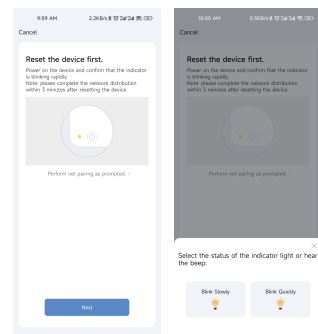 9:59 AM
2.2KB/s
Cancel
Reset the device first.
Power on the device and confirm that the indicator
is blinking rapidly.
Note: please complete the network distribution
within 3 minutes after resetting the device.
Perform net pairing as prompted. ›
Next
10:00 AM
0.6KB/s
Cancel
Reset the device first.
Power on the device and confirm that the indicator
is blinking rapidly.
Note: please complete the network distribution
within 3 minutes after resetting the device.
Perform net pairing as prompted. ›
Select the status of the indicator light or hear
the beep:
Blink Slowly
Blink Quickly